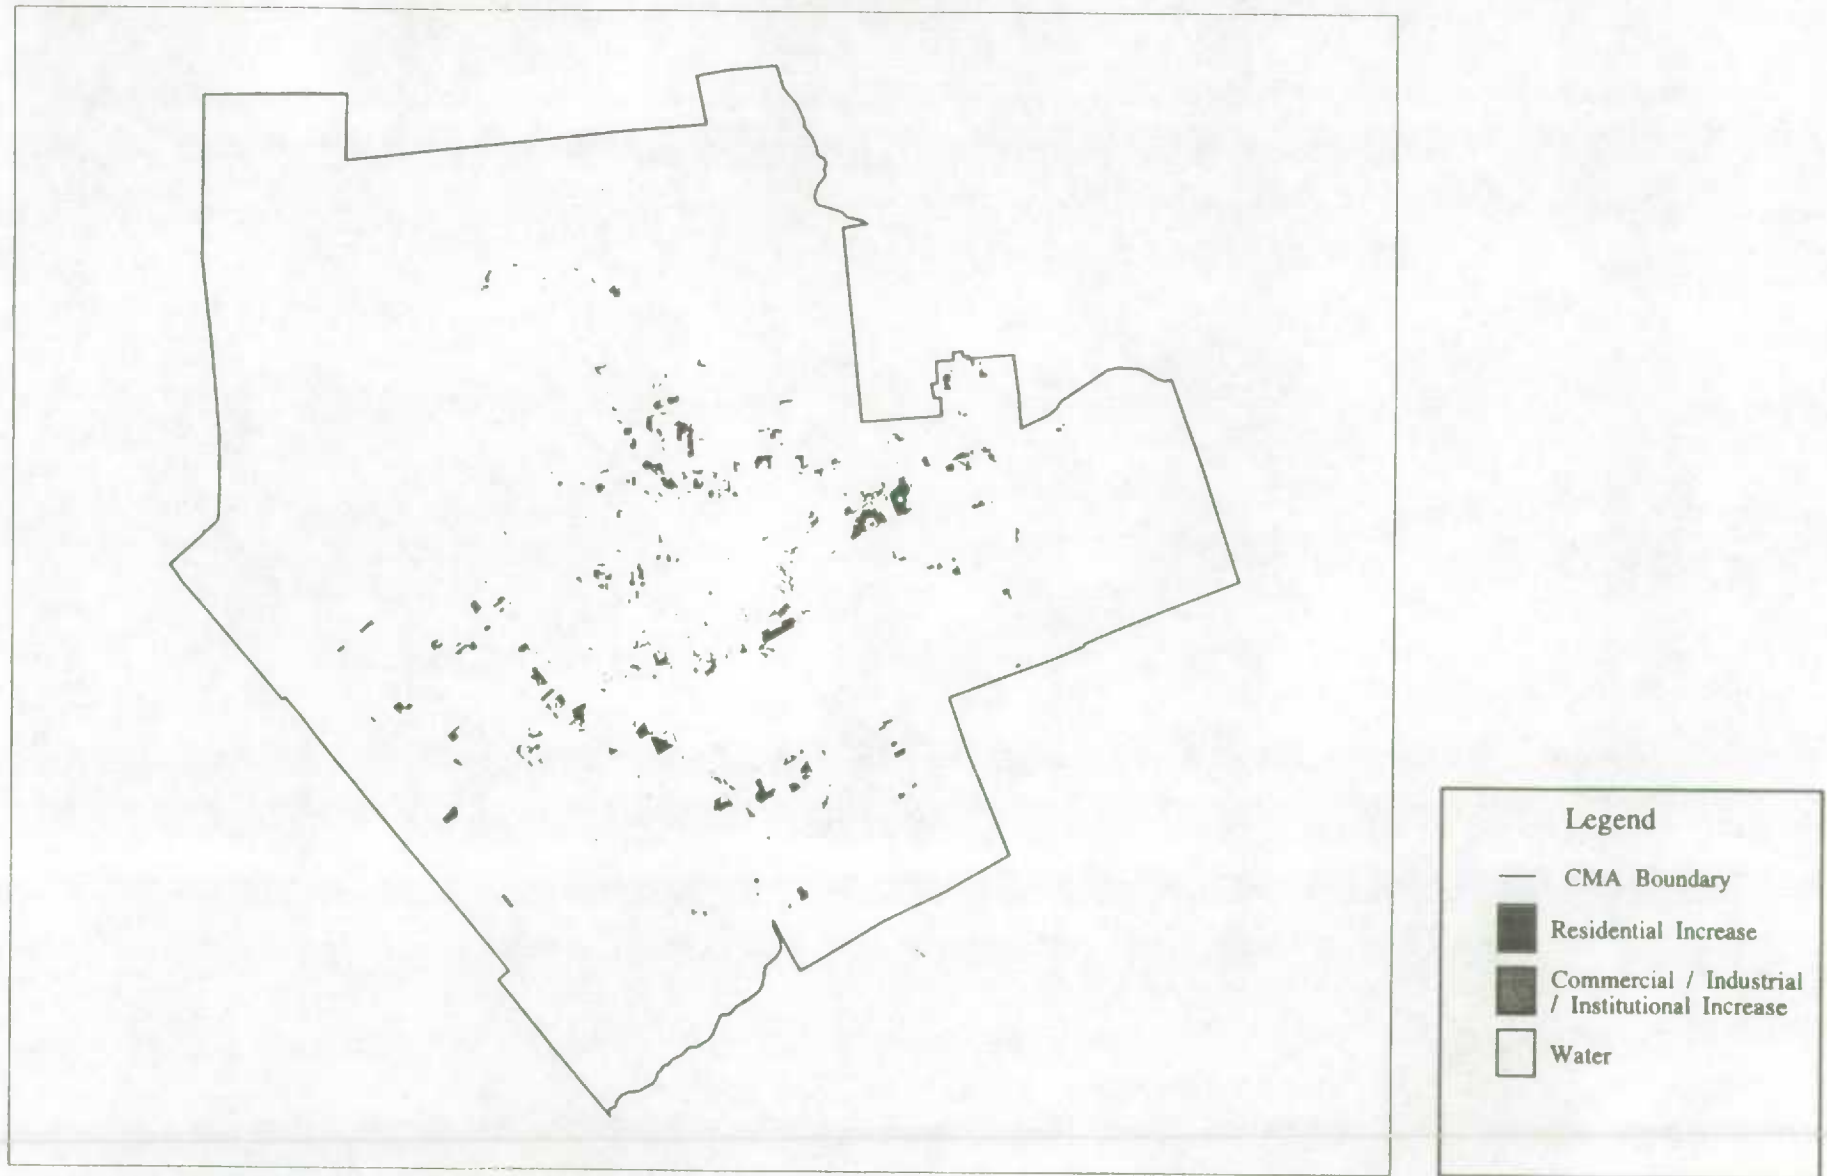 Legend
CMA Boundary
Residential Increase
Commercial / Industrial
/ Institutional Increase
Water